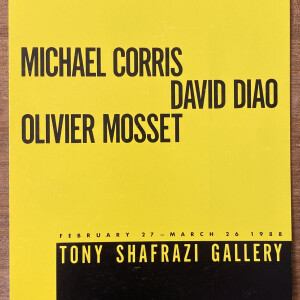 MICHAEL CORRIS
DAVID DIAO
OLIVIER MOSSET
FEBRUARY 27 – MARCH 26 1988
TONY SHAFRAZI GALLERY